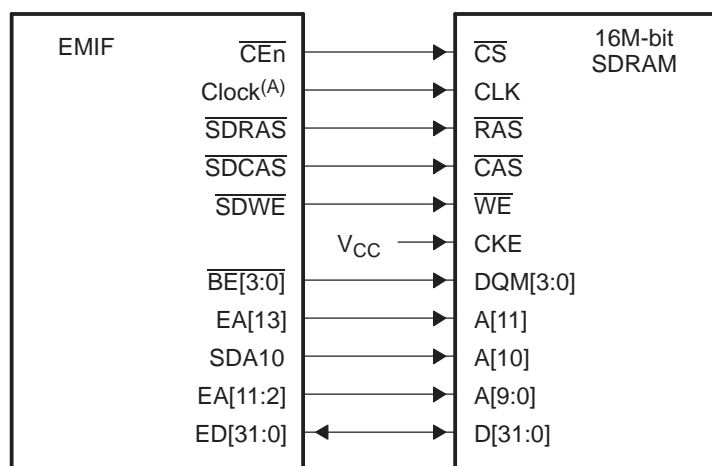 EMIF
16M-bit
SDRAM
CEn CS
Clock(A) CLK
SDRAS RAS
SDCAS CAS
SDWE WE
VCC CKE
BE[3:0] DQM[3:0]
EA[13] A[11]
SDA10 A[10]
EA[11:2] A[9:0]
ED[31:0] D[31:0]